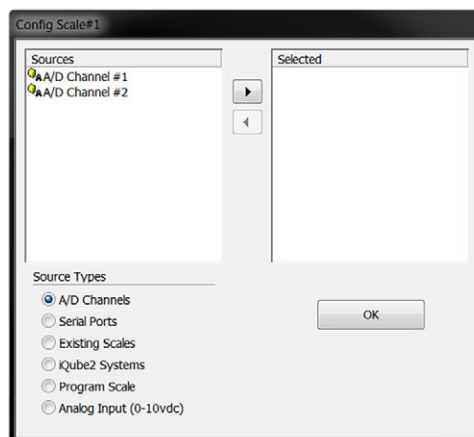 Config Scale#1
Sources
Selected
A/D Channel #1
A/D Channel #2
Source Types
A/D Channels
Serial Ports
Existing Scales
iQube2 Systems
Program Scale
Analog Input (0-10vdc)
OK